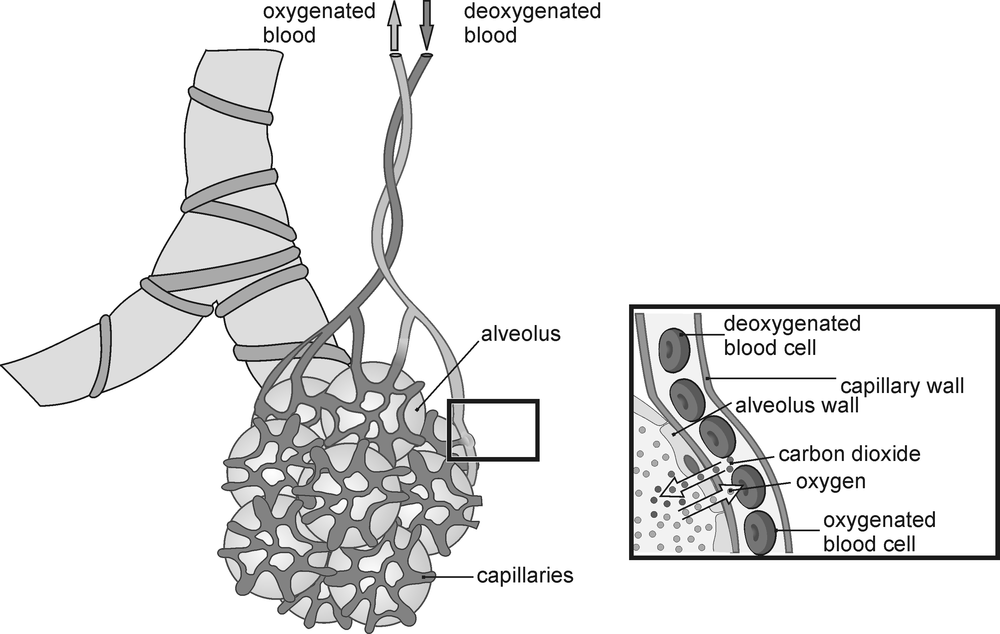 oxygenated
blood
deoxygenated
blood
alveolus
capillaries
deoxygenated
blood cell
capillary wall
alveolus wall
carbon dioxide
oxygen
oxygenated
blood cell